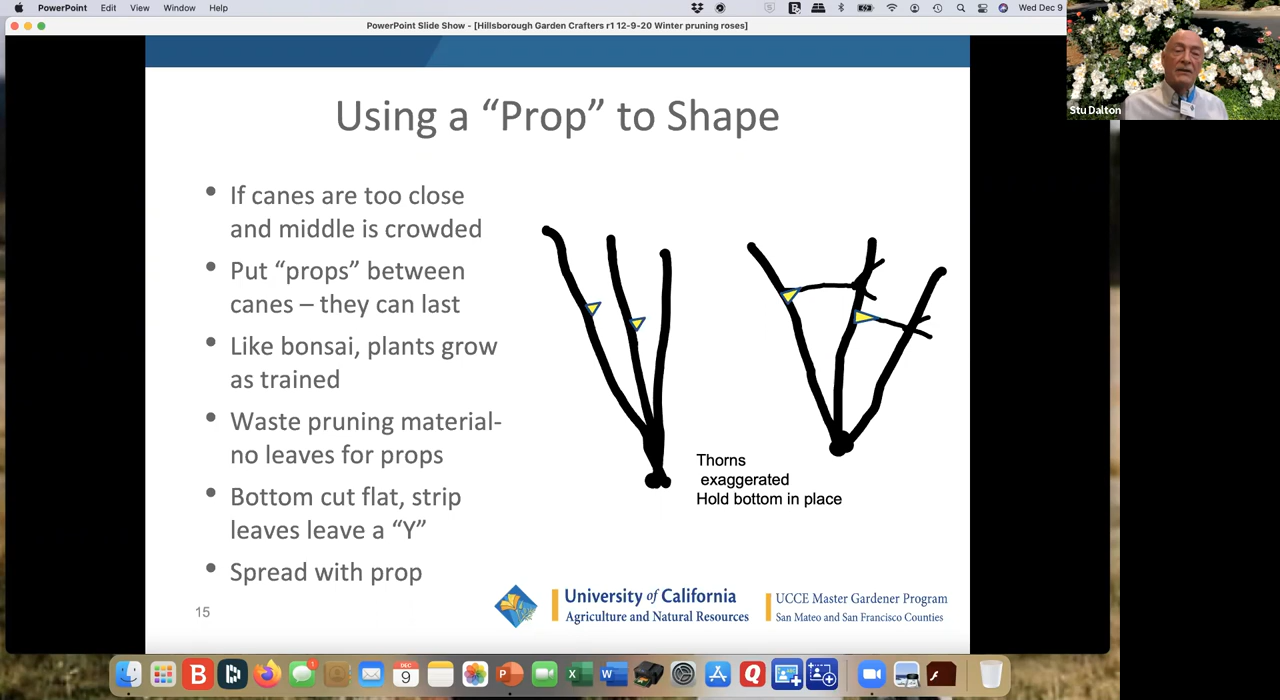 PowerPoint Edit View Window Help
Wed Dec 9
PowerPoint Slide Show - [Hillsborough Garden Crafters r1 12-9-20 Winter pruning roses]
Stu Dalton
Using a “Prop” to Shape
• If canes are too close
and middle is crowded
• Put “props” between
canes – they can last
• Like bonsai, plants grow
as trained
• Waste pruning material-
no leaves for props
• Bottom cut flat, strip
leaves leave a “Y”
• Spread with prop
Thorns
exaggerated
Hold bottom in place
15
University of California
Agriculture and Natural Resources
UCCE Master Gardener Program
San Mateo and San Francisco Counties
B
1
DEC
9
P
X
W
Q